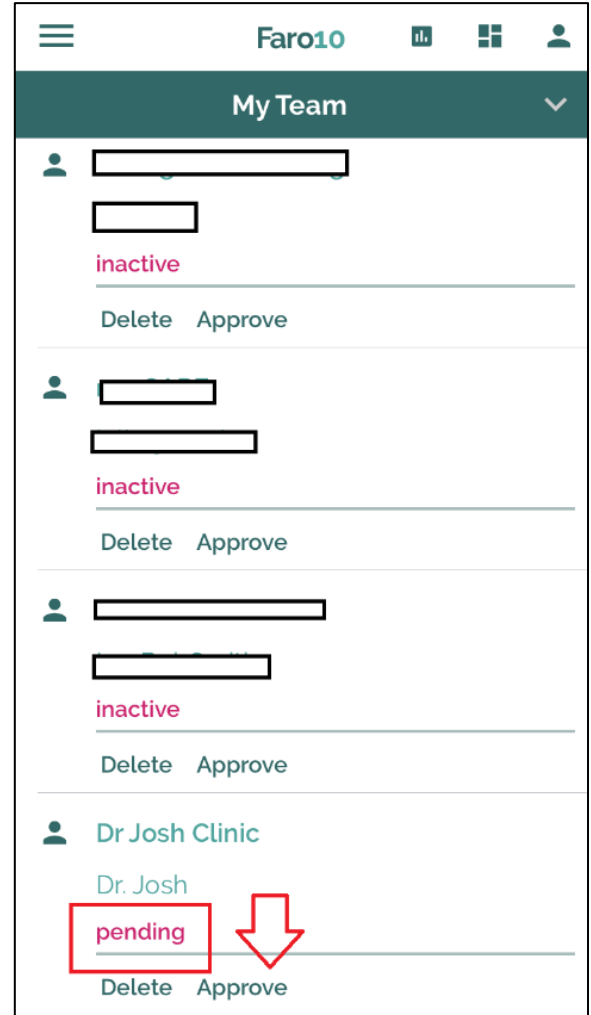 Faro10
My Team
inactive
Delete Approve
inactive
Delete Approve
inactive
Delete Approve
Dr Josh Clinic
Dr. Josh
pending
Delete Approve